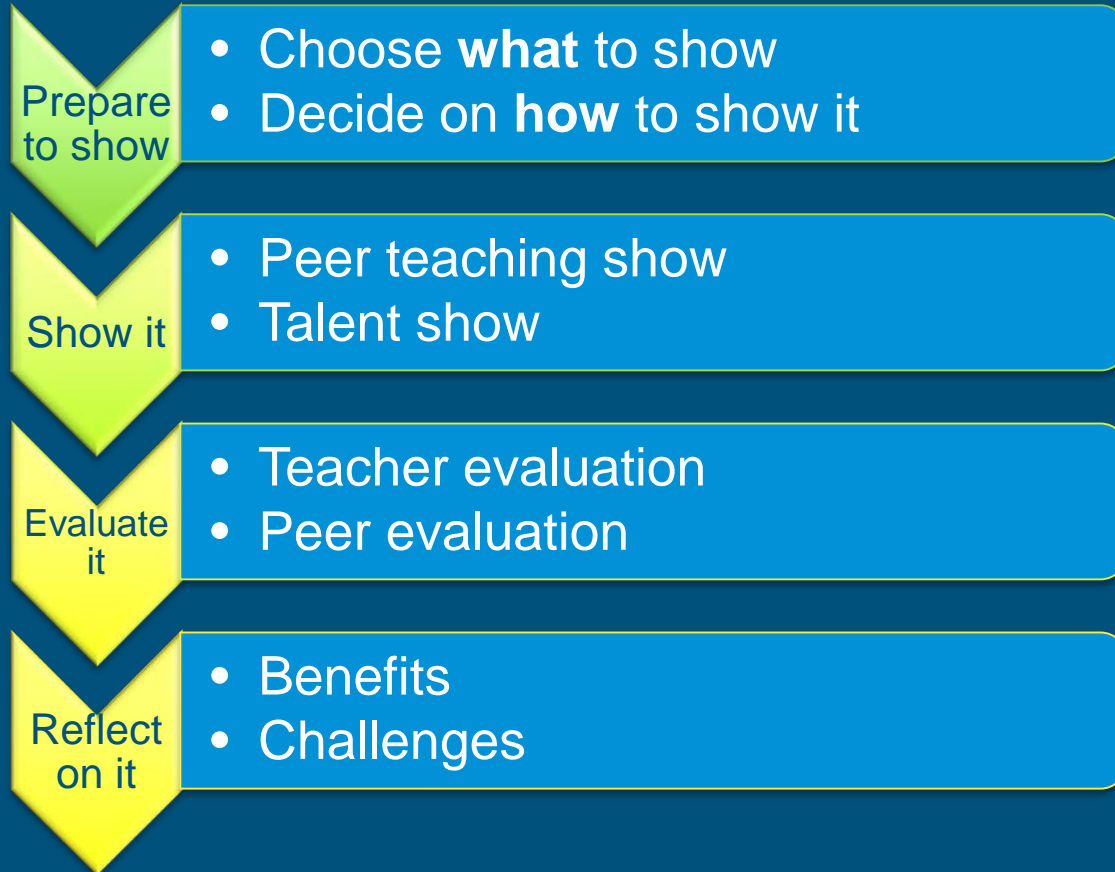 Prepare
to show
• Choose what to show
• Decide on how to show it
Show it
• Peer teaching show
• Talent show
Evaluate
it
• Teacher evaluation
• Peer evaluation
Reflect
on it
• Benefits
• Challenges